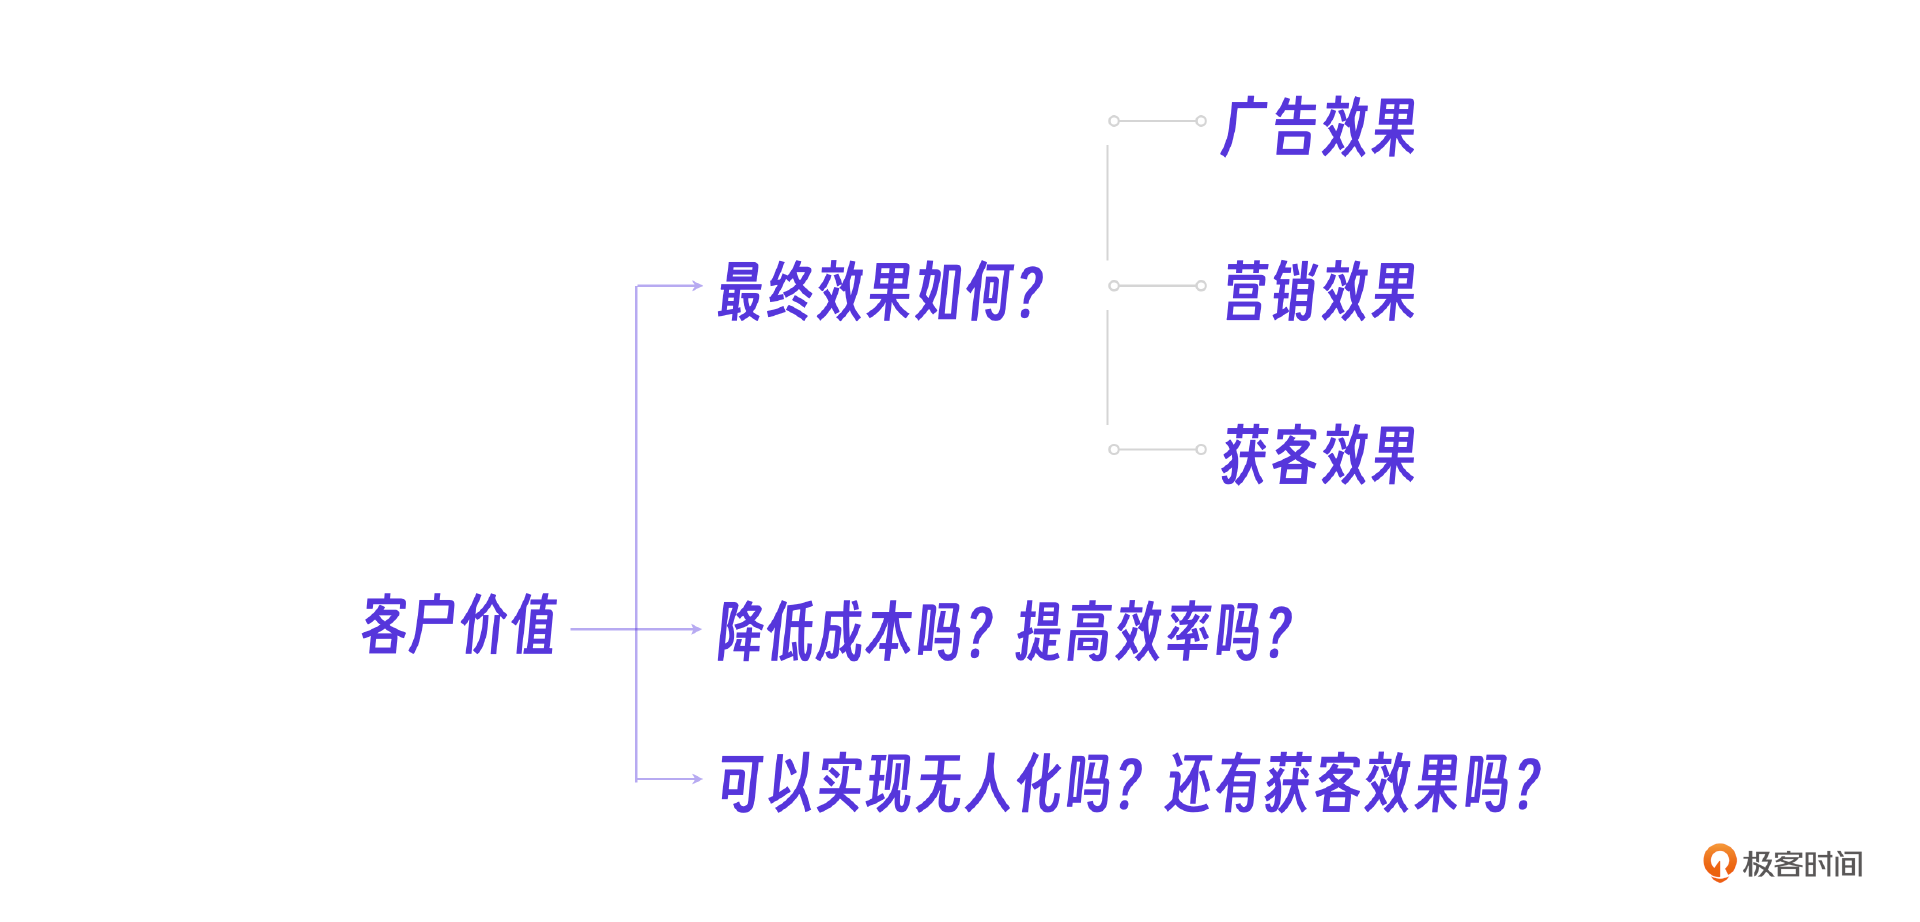 广告效果
最终效果如何？
营销效果
获客效果
客户价值
降低成本吗？提高效率吗？
可以实现无人化吗？还有获客效果吗？
极客时间